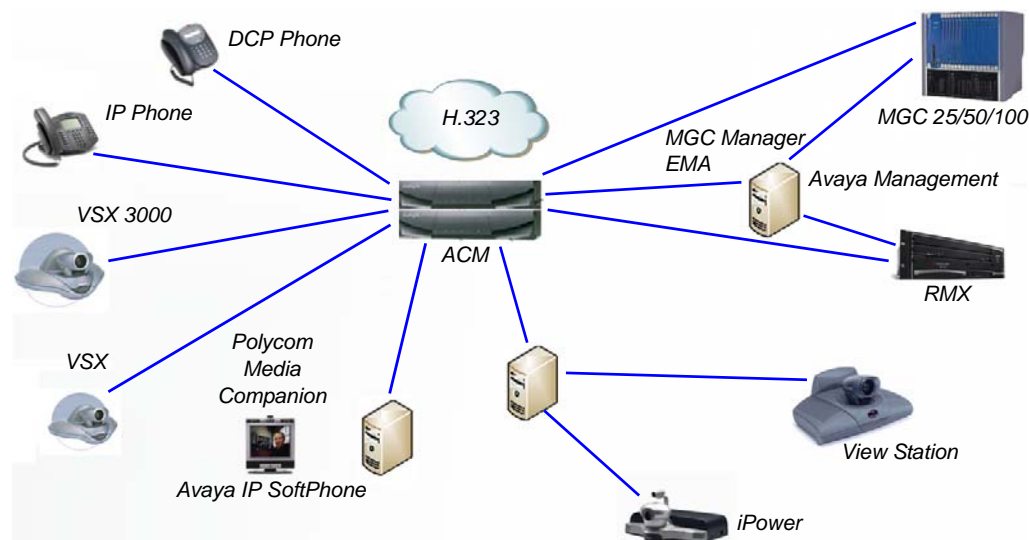 DCP Phone
IP Phone
H.323
MGC 25/50/100
MGC Manager
EMA
Avaya Management
VSX 3000
ACM
RMX
VSX
Polycom
Media
Companion
View Station
Avaya IP SoftPhone
iPower